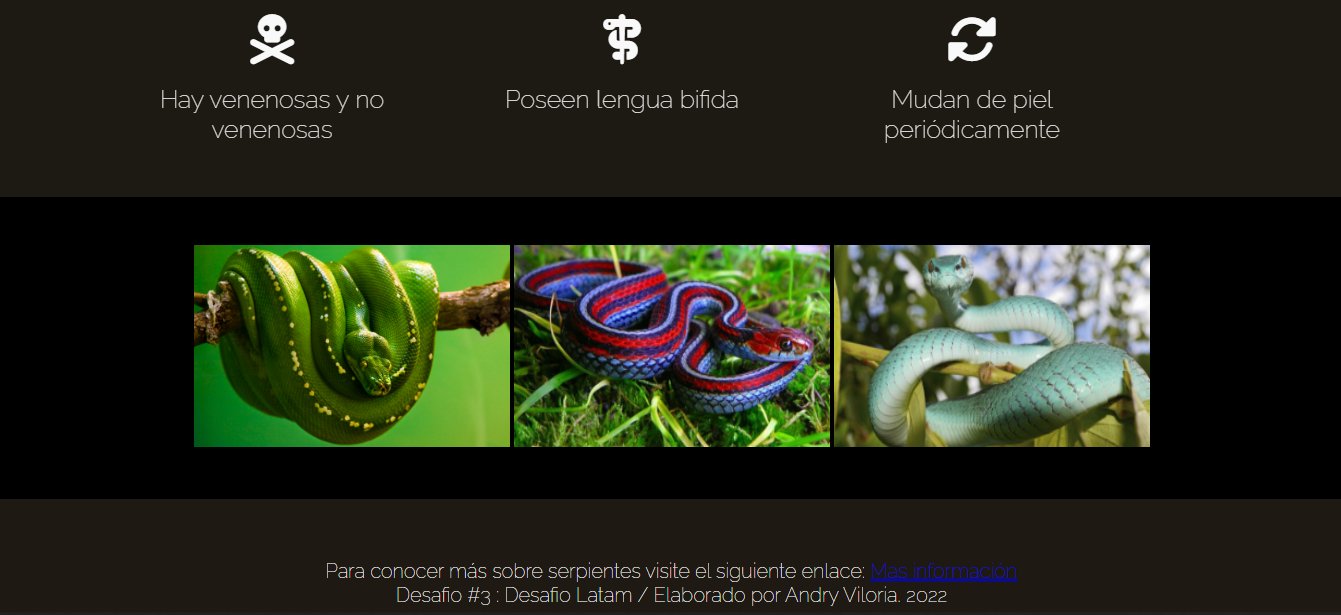 Hay venenosas y no
venenosas
Poseen lengua bifida
Mudan de piel
periódicamente
Para conocer más sobre serpientes visite el siguiente enlace: Mas información
Desafio #3 : Desafio Latam / Elaborado por Andry Viloria. 2022